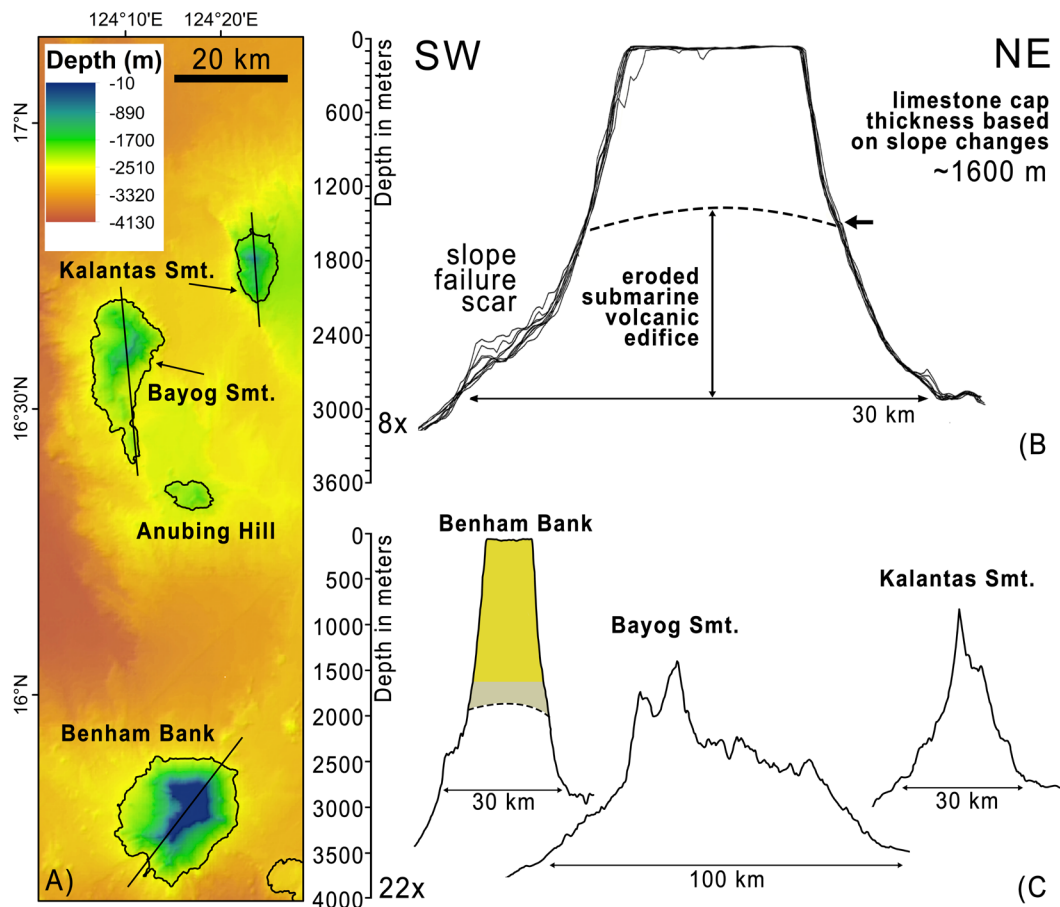 124°10'E 124°20'E
Depth (m)
-10
-890
-1700
-2510
-3320
-4130
20 km
17°N
16°30'N
16°N
Kalantas Smt.
Bayog Smt.
Anubing Hill
Benham Bank
A)
SW
NE
Depth in meters
0
600
1200
1800
2400
3000
3600
8x
limestone cap
thickness based
on slope changes
~1600 m
slope
failure
scar
eroded
submarine
volcanic
edifice
30 km
(B
Depth in meters
0
500
1000
1500
2000
2500
3000
3500
4000
22x
Benham Bank
30 km
Bayog Smt.
100 km
Kalantas Smt.
30 km
(C